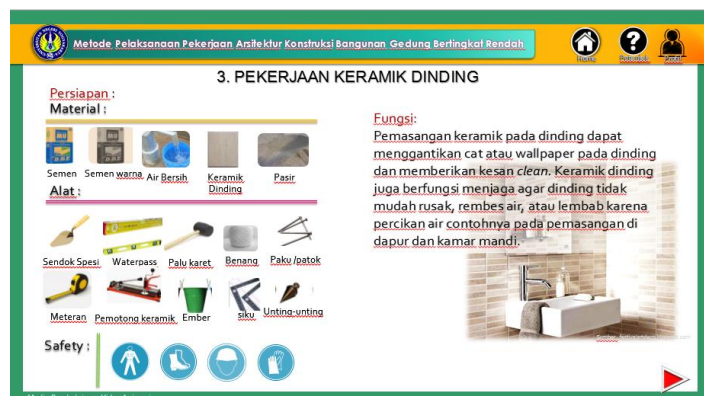 Metode Pelaksanaan Pekerjaan Arsitektur Konstruksi Bangunan Gedung Bertingkat Rendah
Home
3. PEKERJAAN KERAMIK DINDING
Persiapan :
Material :
Semen
Semen warna
Air Bersih
Keramik Dinding
Pasir
Alat :
Sendok Spesi
Waterpass
Palu karet
Benang
Paku /patok
Meteran
Pemotong keramik
Ember
siku
Unting-unting
Safety :
Fungsi:
Pemasangan keramik pada dinding dapat
menggantikan cat atau wallpaper pada dinding
dan memberikan kesan clean. Keramik dinding
juga berfungsi menjaga agar dinding tidak
mudah rusak, rembes air, atau lembab karena
percikan air contohnya pada pemasangan di
dapur dan kamar mandi.